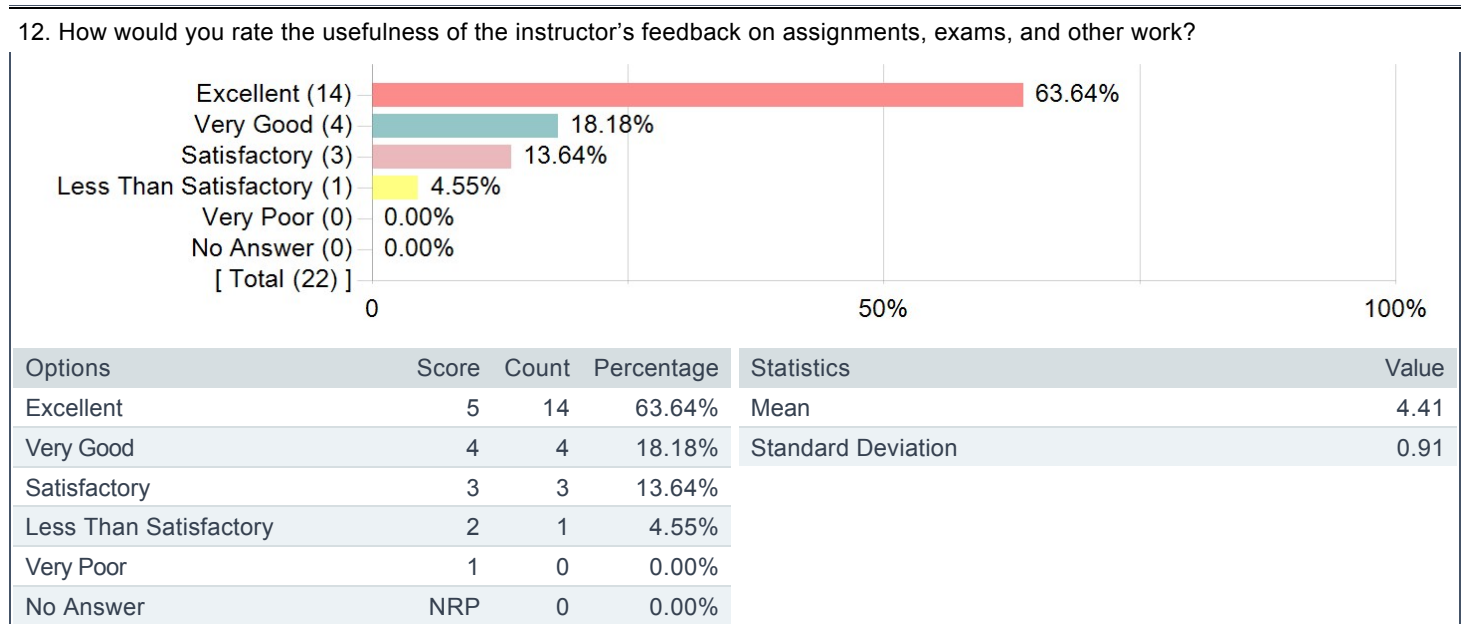 12. How would you rate the usefulness of the instructor’s feedback on assignments, exams, and other work?
Excellent (14) 63.64%
Very Good (4) 18.18%
Satisfactory (3) 13.64%
Less Than Satisfactory (1) 4.55%
Very Poor (0) 0.00%
No Answer (0) 0.00%
[ Total (22) ]
0 50% 100%
Options Score Count Percentage
Excellent 5 14 63.64%
Very Good 4 4 18.18%
Satisfactory 3 3 13.64%
Less Than Satisfactory 2 1 4.55%
Very Poor 1 0 0.00%
No Answer NRP 0 0.00%
Statistics Value
Mean 4.41
Standard Deviation 0.91